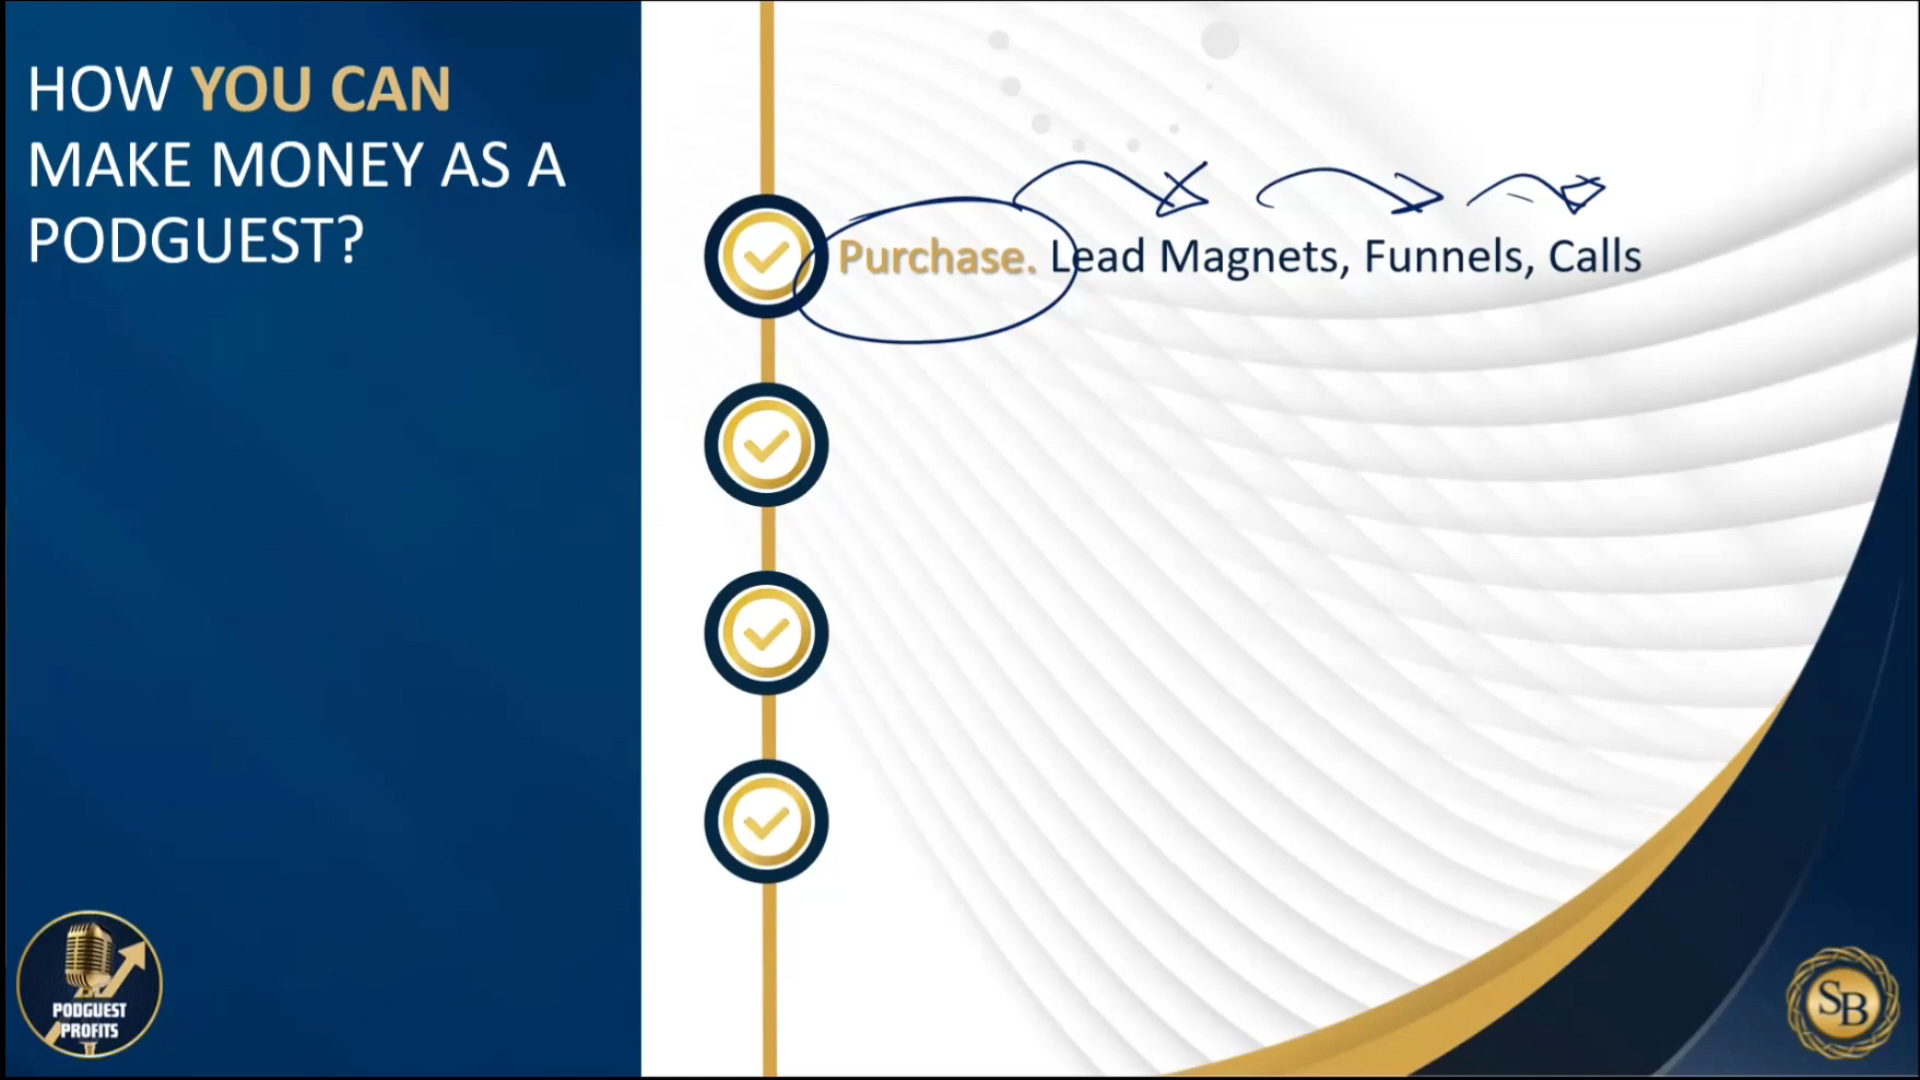 HOW YOU CAN
MAKE MONEY AS A
PODGUEST?
Purchase. Lead Magnets, Funnels, Calls
PODGUEST
PROFITS
SB